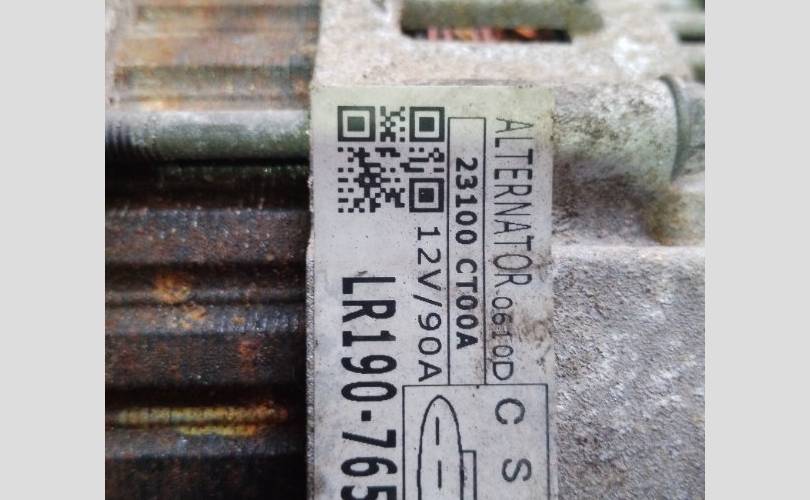 ALTERNATOR 0610D
23100 CT00A
12V/90A
LR190-765
C S